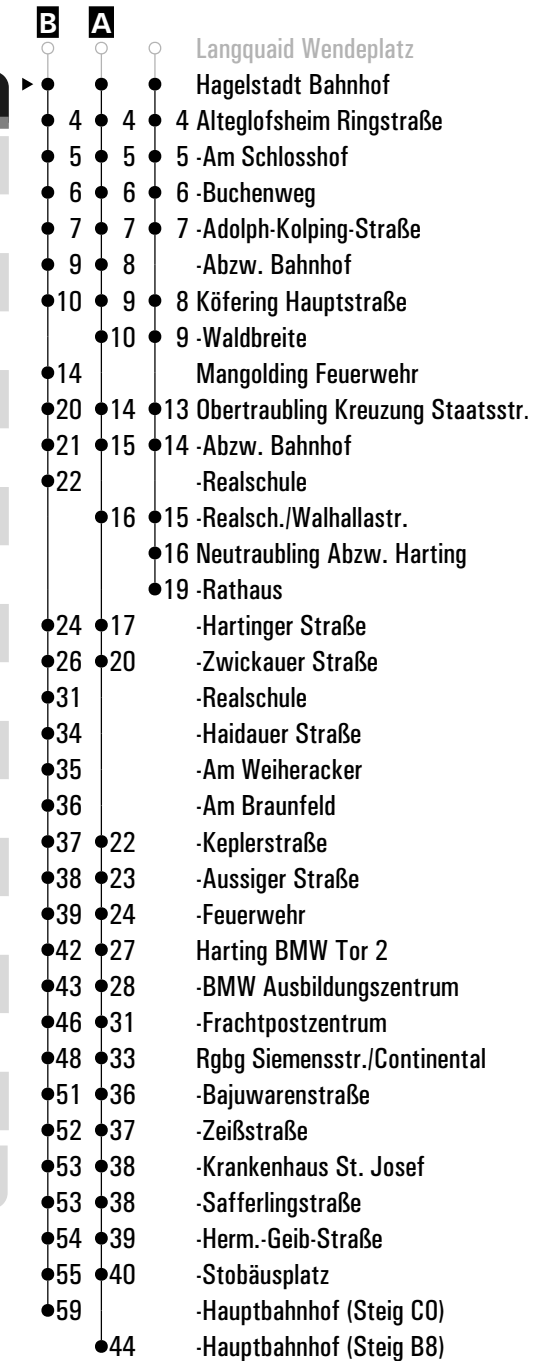 B A
Langquaid Wendeplatz
Hagelstadt Bahnhof
4 4 4 Alteglofsheim Ringstraße
5 5 5 -Am Schlosshof
6 6 6 -Buchenweg
7 7 7 -Adolph-Kolping-Straße
9 8 -Abzw. Bahnhof
10 9 8 Köfering Hauptstraße
10 9 -Waldbreite
14 Mangolding Feuerwehr
20 14 13 Obertraubling Kreuzung Staatsstr.
21 15 14 -Abzw. Bahnhof
22 -Realschule
16 15 -Realsch./Walhallastr.
16 Neutraubling Abzw. Harting
19 -Rathaus
24 17 -Hartinger Straße
26 20 -Zwickauer Straße
31 -Realschule
34 -Haidauer Straße
35 -Am Weiheracker
36 -Am Braunfeld
37 22 -Keplerstraße
38 23 -Aussiger Straße
39 24 -Feuerwehr
42 27 Harting BMW Tor 2
43 28 -BMW Ausbildungszentrum
46 31 -Frachtpostzentrum
48 33 Rgbg Siemensstr./Continental
51 36 -Bajuwarenstraße
52 37 -Zeißstraße
53 38 -Krankenhaus St. Josef
53 38 -Safferlingstraße
54 39 -Herm.-Geib-Straße
55 40 -Stobäusplatz
59 -Hauptbahnhof (Steig C0)
44 -Hauptbahnhof (Steig B8)